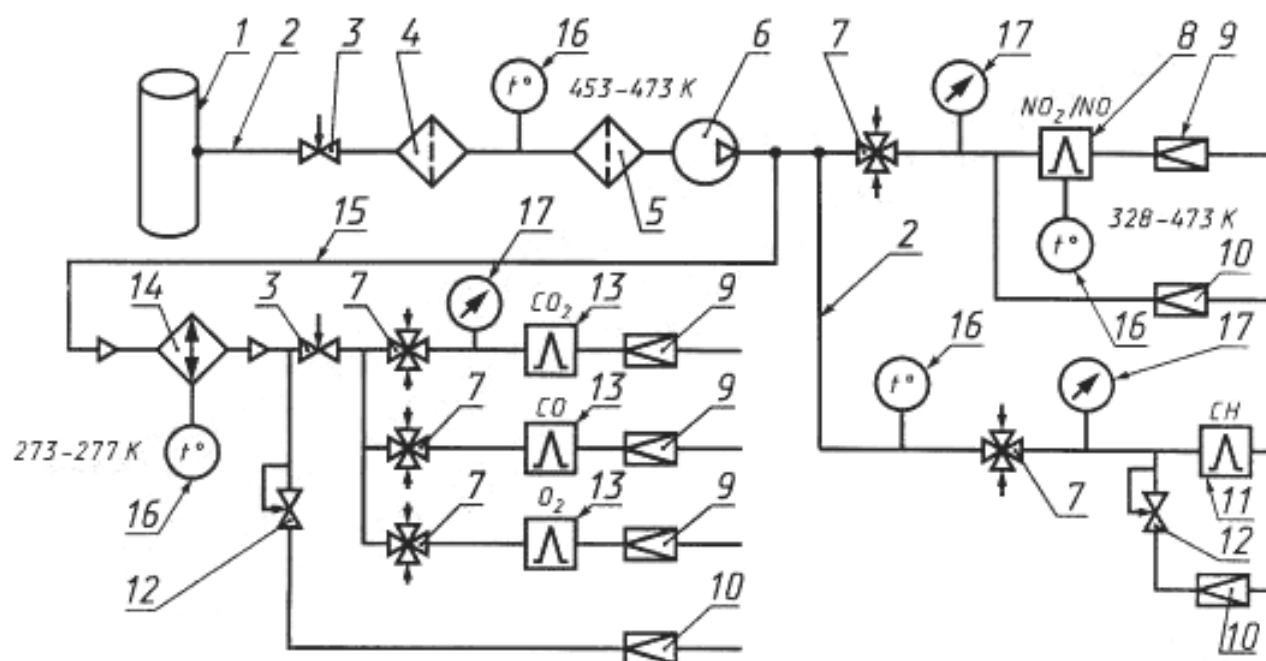 1 2 3 4 16 6 7 17 8 9
t° 453–473 K NO₂/NO
5
15 17 2 t° 328–473 K
10
14 3 7 CO₂ 13 9 16 16 17
t°
7 CO 13 9 CH
273–277 K t°
16 7 O₂ 13 9 7 11
12 12
10 10